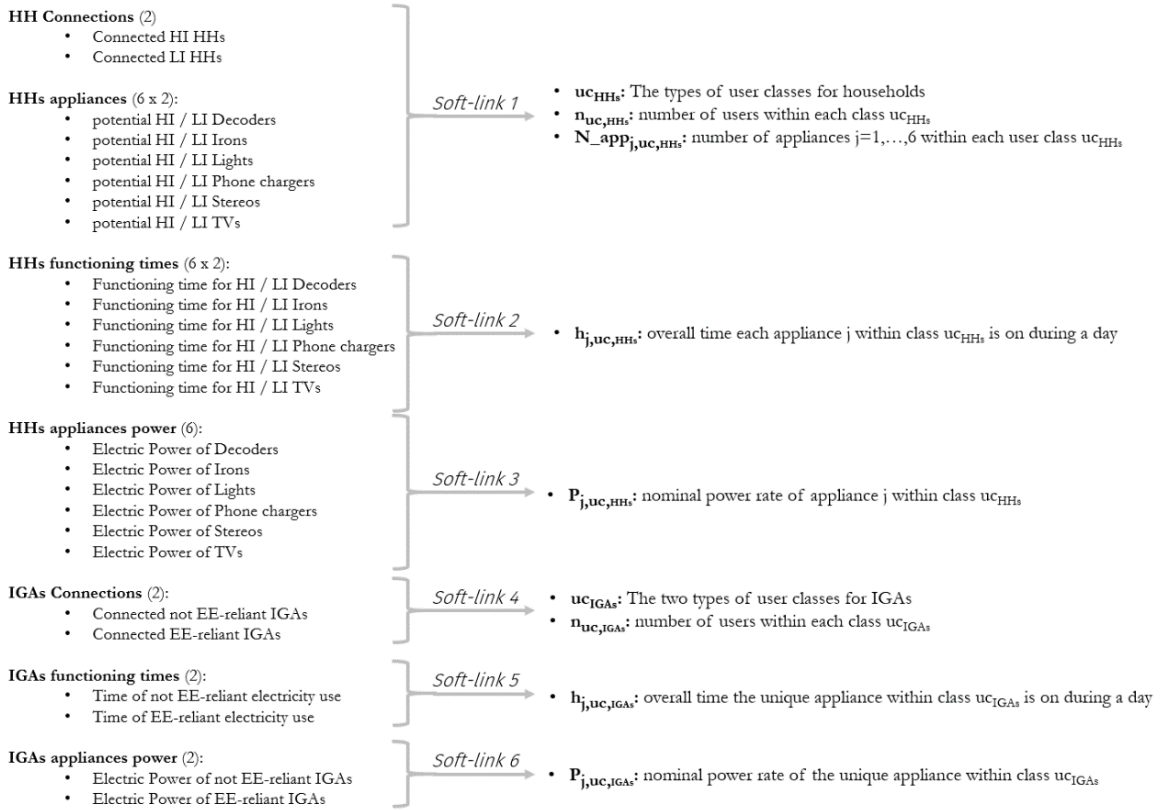 HH Connections (2)
• Connected HI HHs
• Connected LI HHs
HHs appliances (6 x 2):
• potential HI / LI Decoders
• potential HI / LI Irons
• potential HI / LI Lights
• potential HI / LI Phone chargers
• potential HI / LI Stereos
• potential HI / LI TVs
Soft-link 1
• uc_HHs: The types of user classes for households
• n_uc,HHs: number of users within each class uc_HHs
• N_app_j,uc,HHs: number of appliances j=1,…,6 within each user class uc_HHs
HHs functioning times (6 x 2):
• Functioning time for HI / LI Decoders
• Functioning time for HI / LI Irons
• Functioning time for HI / LI Lights
• Functioning time for HI / LI Phone chargers
• Functioning time for HI / LI Stereos
• Functioning time for HI / LI TVs
Soft-link 2
• h_j,uc,HHs: overall time each appliance j within class uc_HHs is on during a day
HHs appliances power (6):
• Electric Power of Decoders
• Electric Power of Irons
• Electric Power of Lights
• Electric Power of Phone chargers
• Electric Power of Stereos
• Electric Power of TVs
Soft-link 3
• P_j,uc,HHs: nominal power rate of appliance j within class uc_HHs
IGAs Connections (2):
• Connected not EE-reliant IGAs
• Connected EE-reliant IGAs
Soft-link 4
• uc_IGAs: The two types of user classes for IGAs
• n_uc,IGAs: number of users within each class uc_IGAs
IGAs functioning times (2):
• Time of not EE-reliant electricity use
• Time of EE-reliant electricity use
Soft-link 5
• h_j,uc,IGAs: overall time the unique appliance within class uc_IGAs is on during a day
IGAs appliances power (2):
• Electric Power of not EE-reliant IGAs
• Electric Power of EE-reliant IGAs
Soft-link 6
• P_j,uc,IGAs: nominal power rate of the unique appliance within class uc_IGAs